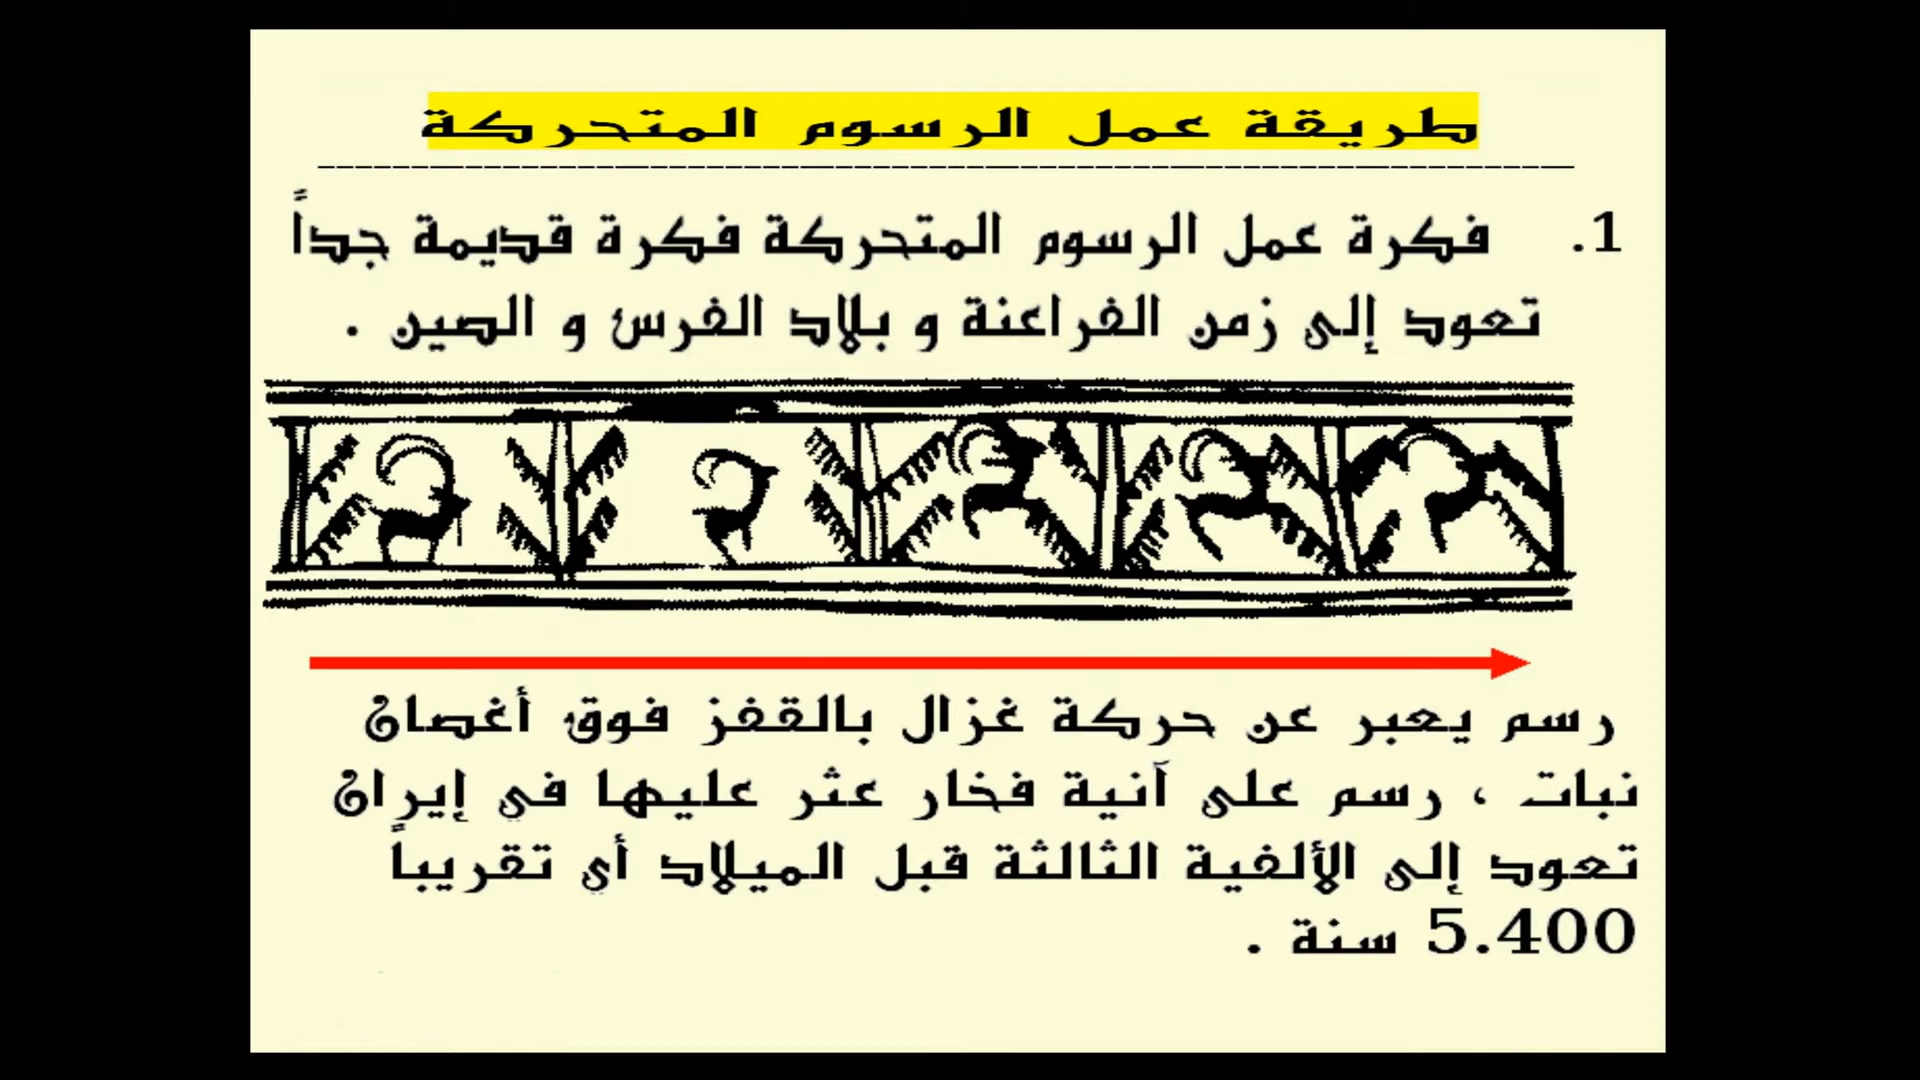 طريقة عمل الرسوم المتحركة
1. فكرة عمل الرسوم المتحركة فكرة قديمة جداً
تعود إلى زمن الفراعنة و بلاد الفرس و الصين .
رسم يعبر عن حركة غزال بالقفز فوق أغصان
نبات ، رسم على آنية فخار عثر عليها في إيران
تعود إلى الألفية الثالثة قبل الميلاد أي تقريباً
5.400 سنة .